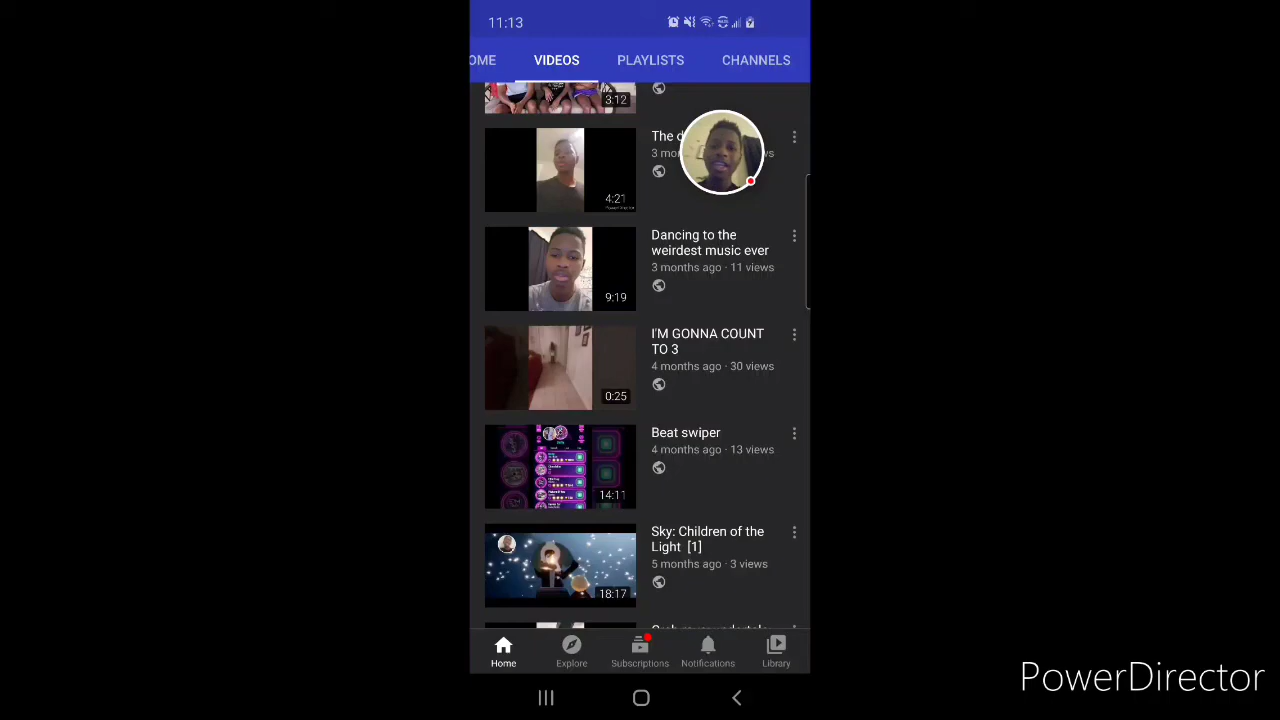 11:13
OME VIDEOS PLAYLISTS CHANNELS
3:12
The d
3 mo
ws
4:21
PowerDirector
Dancing to the
weirdest music ever
3 months ago · 11 views
9:19
I'M GONNA COUNT
TO 3
4 months ago · 30 views
0:25
Beat swiper
4 months ago · 13 views
14:11
Sky: Children of the
Light [1]
5 months ago · 3 views
18:17
Home Explore Subscriptions Notifications Library
PowerDirector